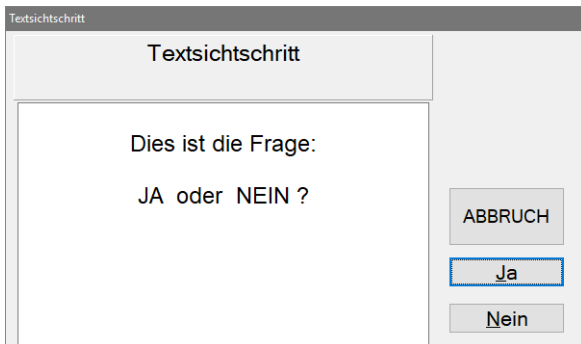 Textsichtschritt
Textsichtschritt
Dies ist die Frage:
JA oder NEIN ?
ABBRUCH
Ja
Nein